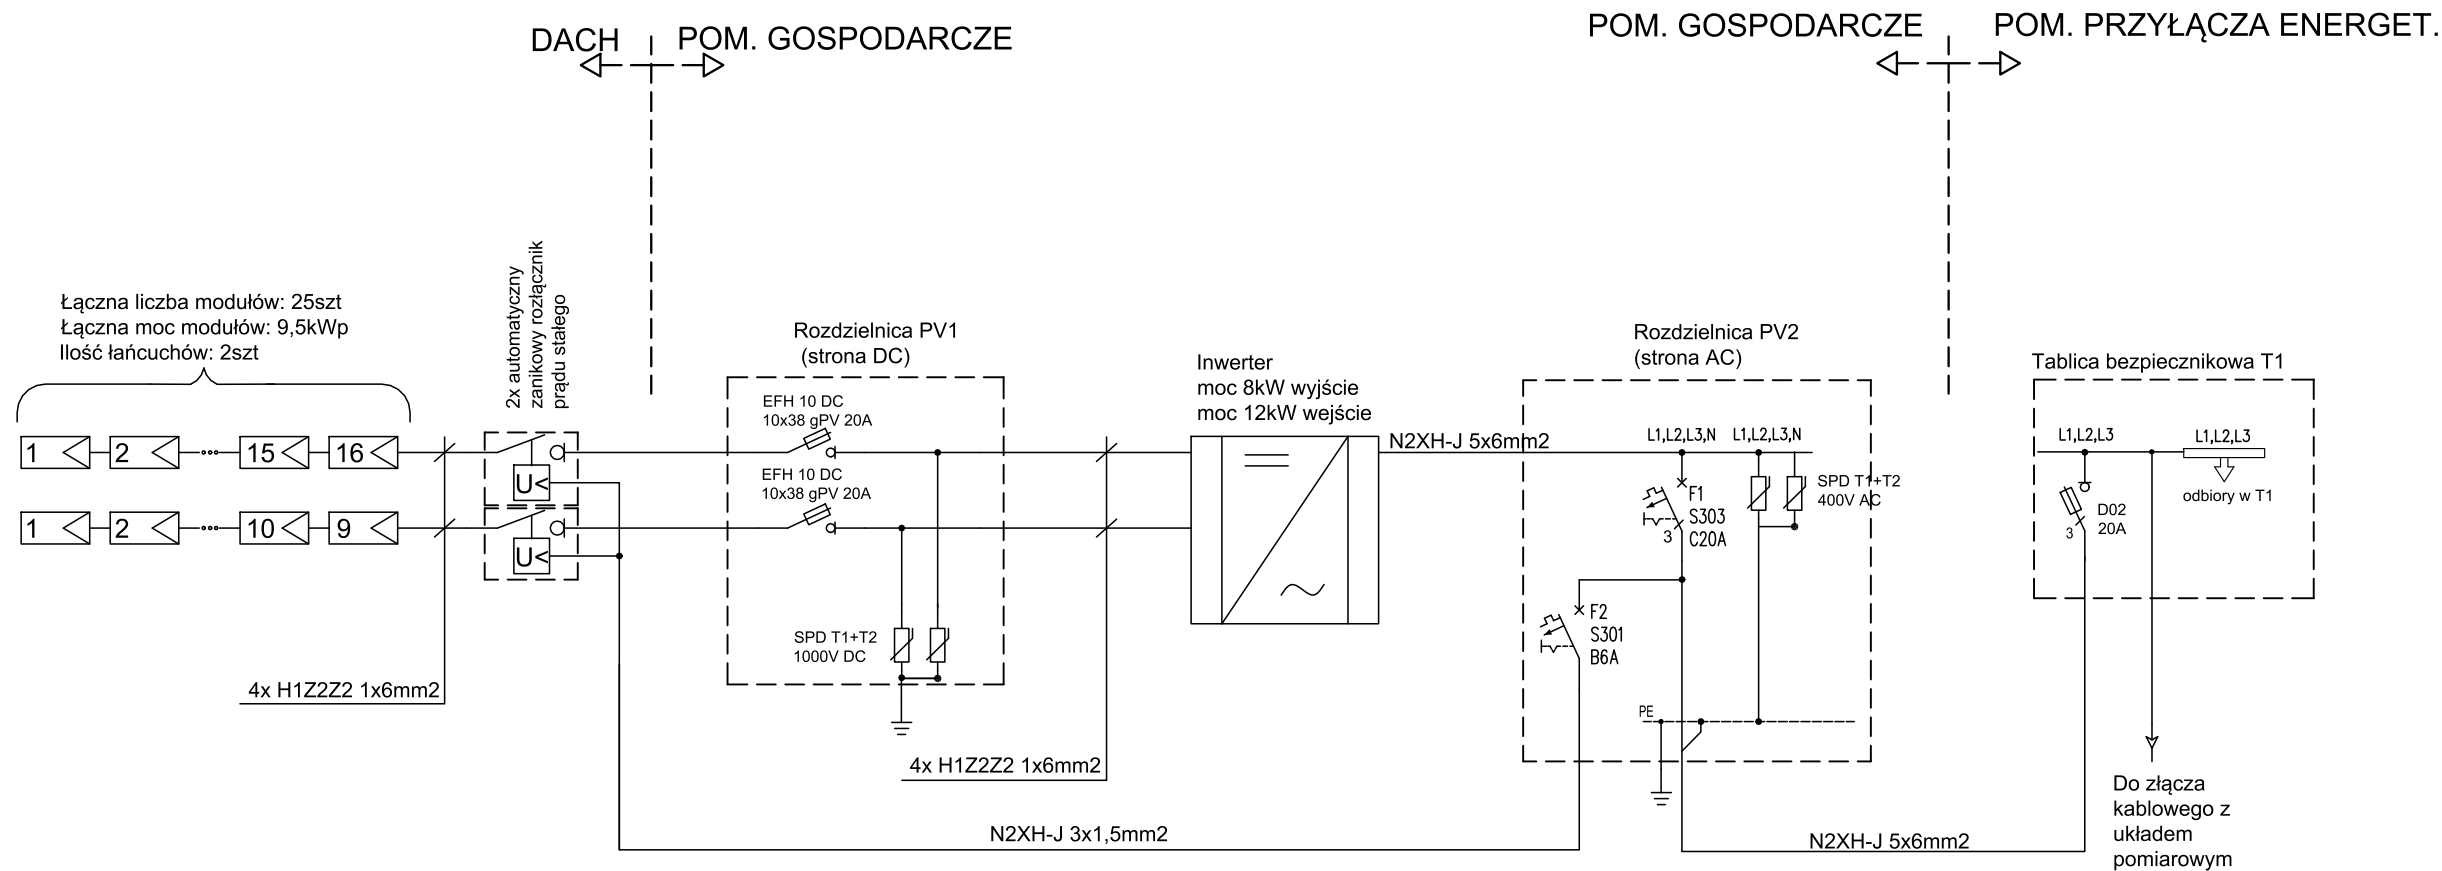 DACH
POM. GOSPODARCZE
POM. GOSPODARCZE
POM. PRZYŁĄCZA ENERGET.
Łączna liczba modułów: 25szt
Łączna moc modułów: 9,5kWp
Ilość łańcuchów: 2szt
2x automatyczny
zanikowy rozłącznik
prądu stałego
Rozdzielnica PV1
(strona DC)
Inwerter
moc 8kW wyjście
moc 12kW wejście
Rozdzielnica PV2
(strona AC)
Tablica bezpiecznikowa T1
EFH 10 DC
10x38 gPV 20A
1 2 15 16
U<
EFH 10 DC
10x38 gPV 20A
1 2 10 9
U<
N2XH-J 5x6mm2
L1,L2,L3,N
L1,L2,L3,N
SPD T1+T2
400V AC
F1
S303
C20A
3
F2
S301
B6A
PE
L1,L2,L3
L1,L2,L3
odbiory w T1
D02
20A
3
SPD T1+T2
1000V DC
4x H1Z2Z2 1x6mm2
4x H1Z2Z2 1x6mm2
N2XH-J 3x1,5mm2
N2XH-J 5x6mm2
Do złącza
kablowego z
układem
pomiarowym